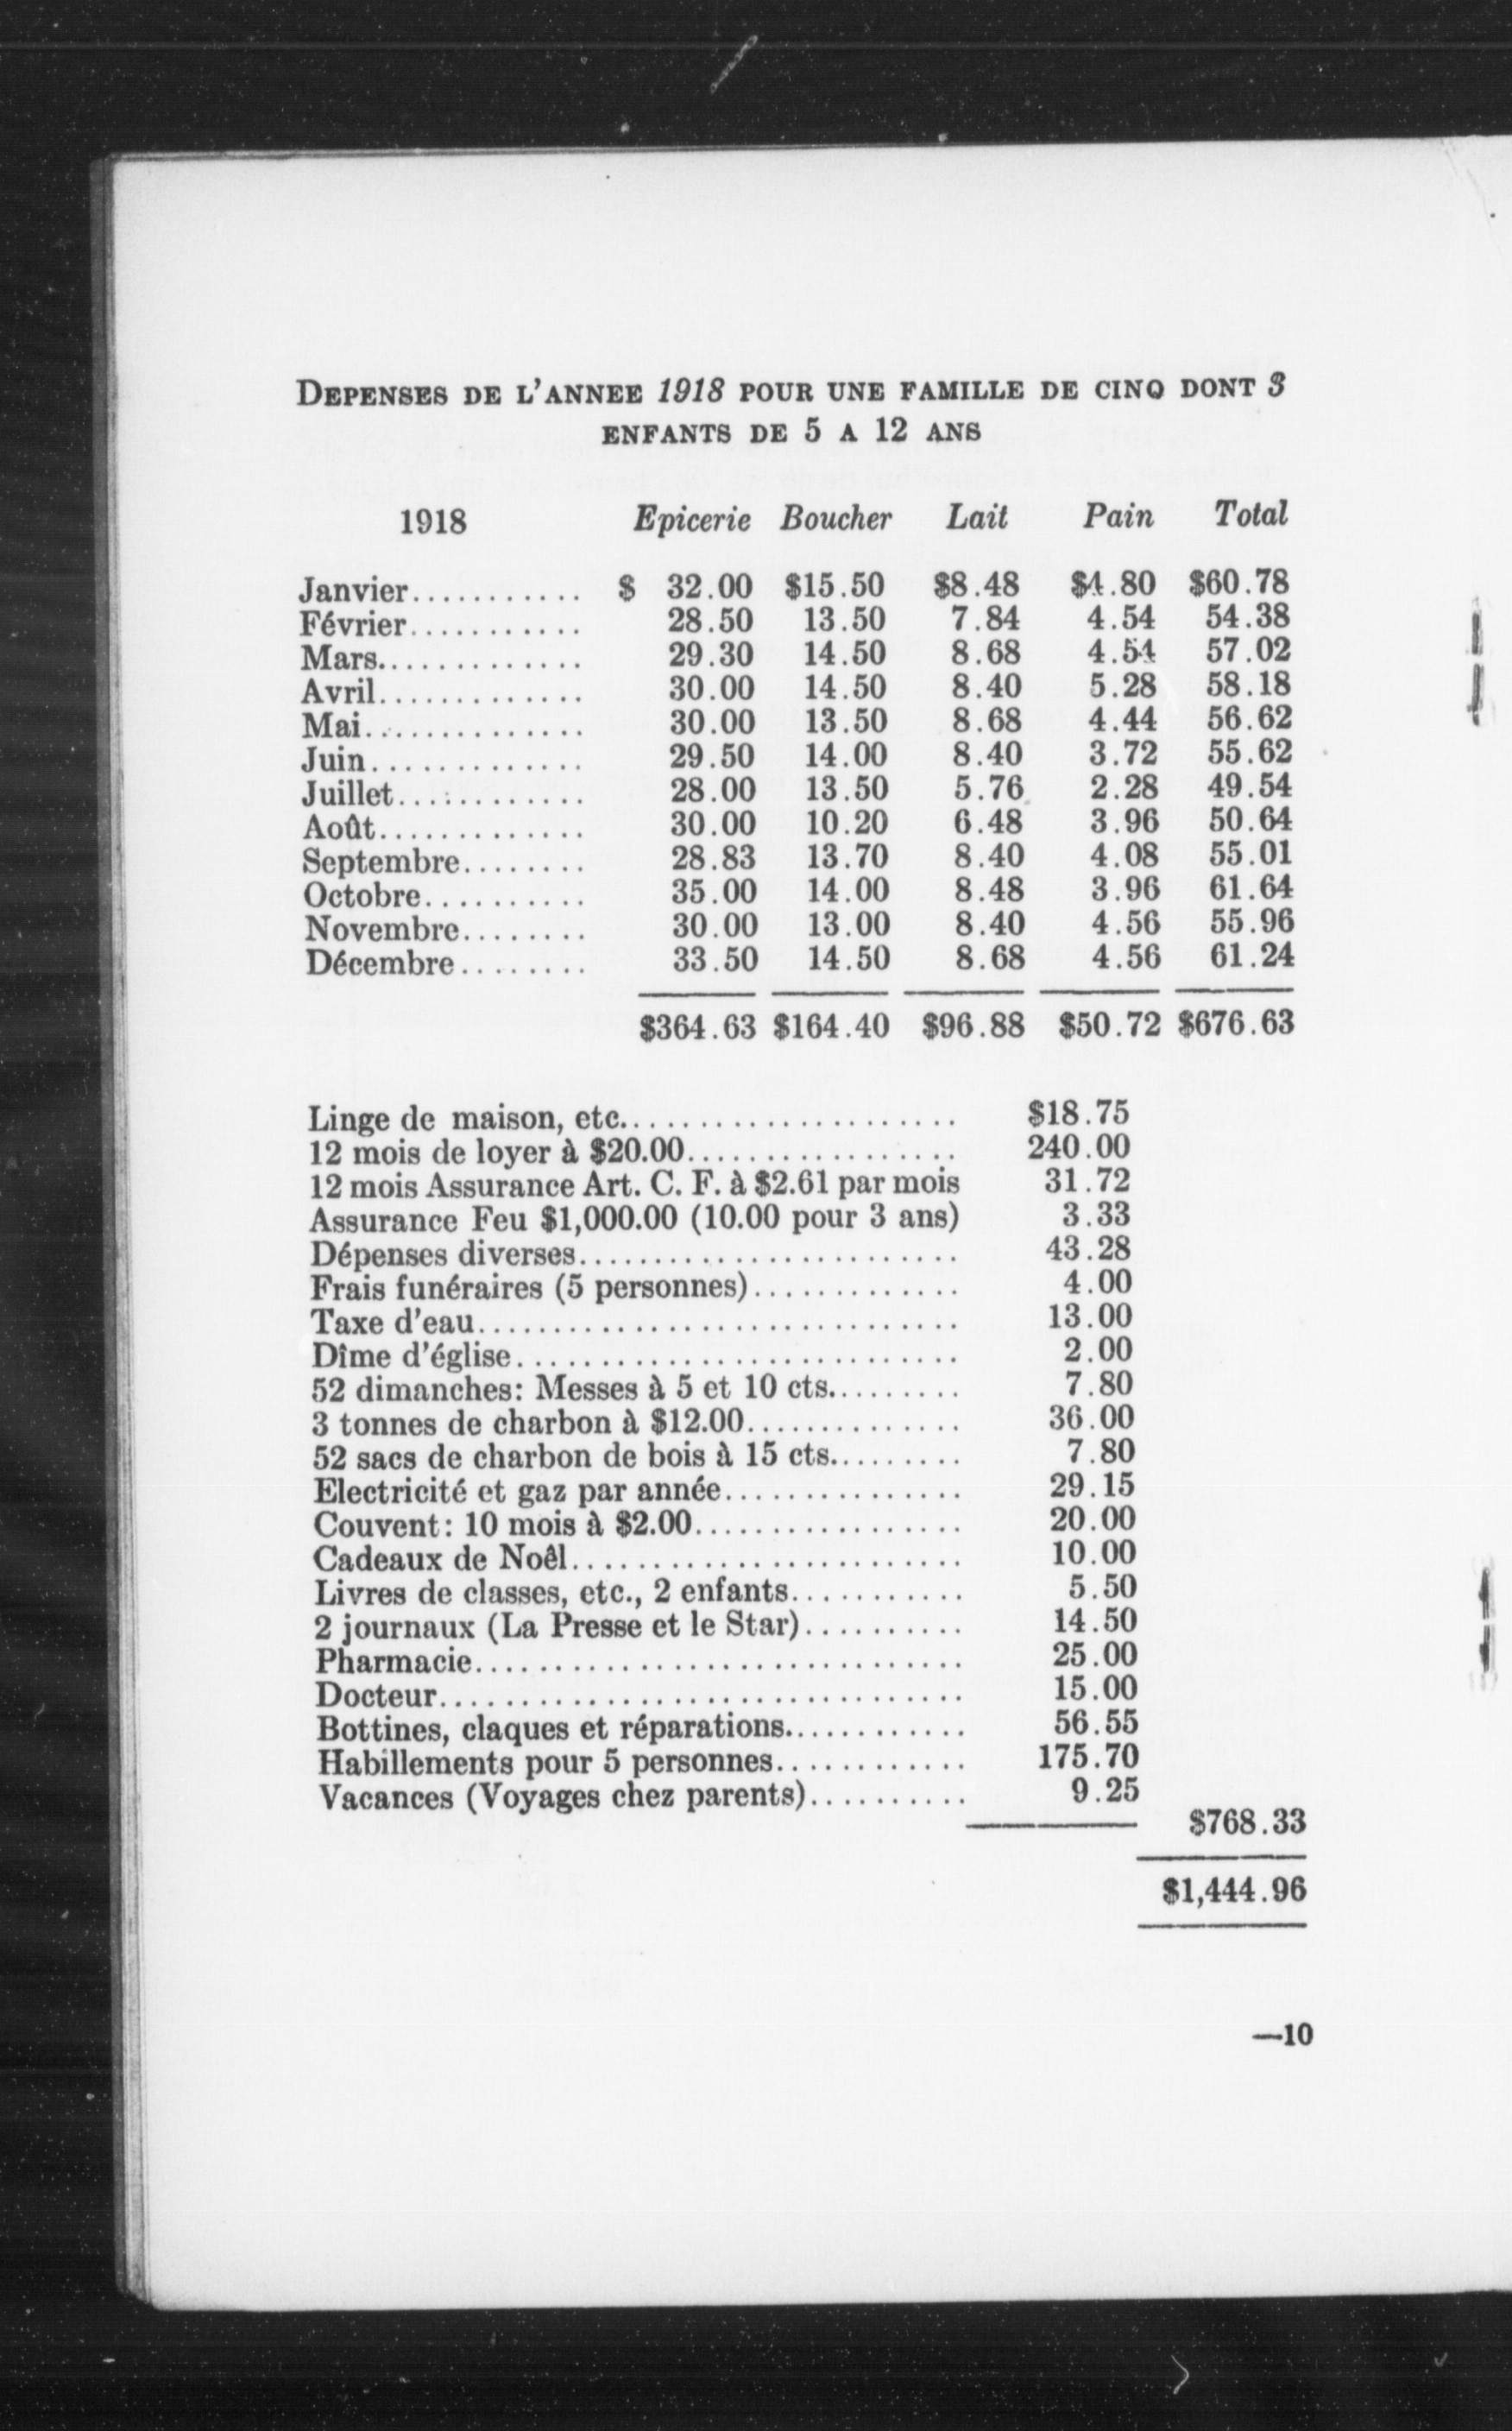 DEPENSES DE L'ANNEE 1918 POUR UNE FAMILLE DE CINQ DONT 3
ENFANTS DE 5 A 12 ANS
1918 Epicerie Boucher Lait Pain Total
Janvier........... $ 32.00 $15.50 $8.48 $4.80 $60.78
Février........... 28.50 13.50 7.84 4.54 54.38
Mars............. 29.30 14.50 8.68 4.54 57.02
Avril............. 30.00 14.50 8.40 5.28 58.18
Mai.............. 30.00 13.50 8.68 4.44 56.62
Juin............. 29.50 14.00 8.40 3.72 55.62
Juillet............ 28.00 13.50 5.76 2.28 49.54
Août............. 30.00 10.20 6.48 3.96 50.64
Septembre........ 28.83 13.70 8.40 4.08 55.01
Octobre.......... 35.00 14.00 8.48 3.96 61.64
Novembre........ 30.00 13.00 8.40 4.56 55.96
Décembre........ 33.50 14.50 8.68 4.56 61.24
$364.63 $164.40 $96.88 $50.72 $676.63
Linge de maison, etc...................... $18.75
12 mois de loyer à $20.00................. 240.00
12 mois Assurance Art. C. F. à $2.61 par mois 31.72
Assurance Feu $1,000.00 (10.00 pour 3 ans) 3.33
Dépenses diverses........................ 43.28
Frais funéraires (5 personnes)............. 4.00
Taxe d'eau.............................. 13.00
Dîme d'église............................ 2.00
52 dimanches: Messes à 5 et 10 cts......... 7.80
3 tonnes de charbon à $12.00.............. 36.00
52 sacs de charbon de bois à 15 cts......... 7.80
Electricité et gaz par année............... 29.15
Couvent: 10 mois à $2.00................. 20.00
Cadeaux de Noêl......................... 10.00
Livres de classes, etc., 2 enfants........... 5.50
2 journaux (La Presse et le Star).......... 14.50
Pharmacie............................... 25.00
Docteur................................. 15.00
Bottines, claques et réparations............ 56.55
Habillements pour 5 personnes............ 175.70
Vacances (Voyages chez parents).......... 9.25
$768.33
$1,444.96
—10